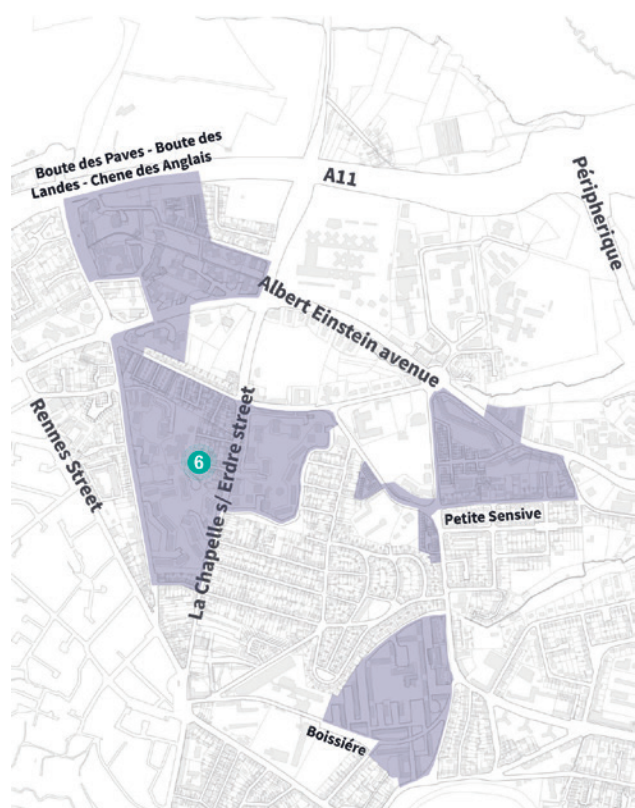 Boute des Paves - Boute des
Landes - Chene des Anglais
A11
Péripherique
Albert Einstein avenue
Rennes Street
La Chapelle s/ Erdre street
6
Petite Sensive
Boissiére